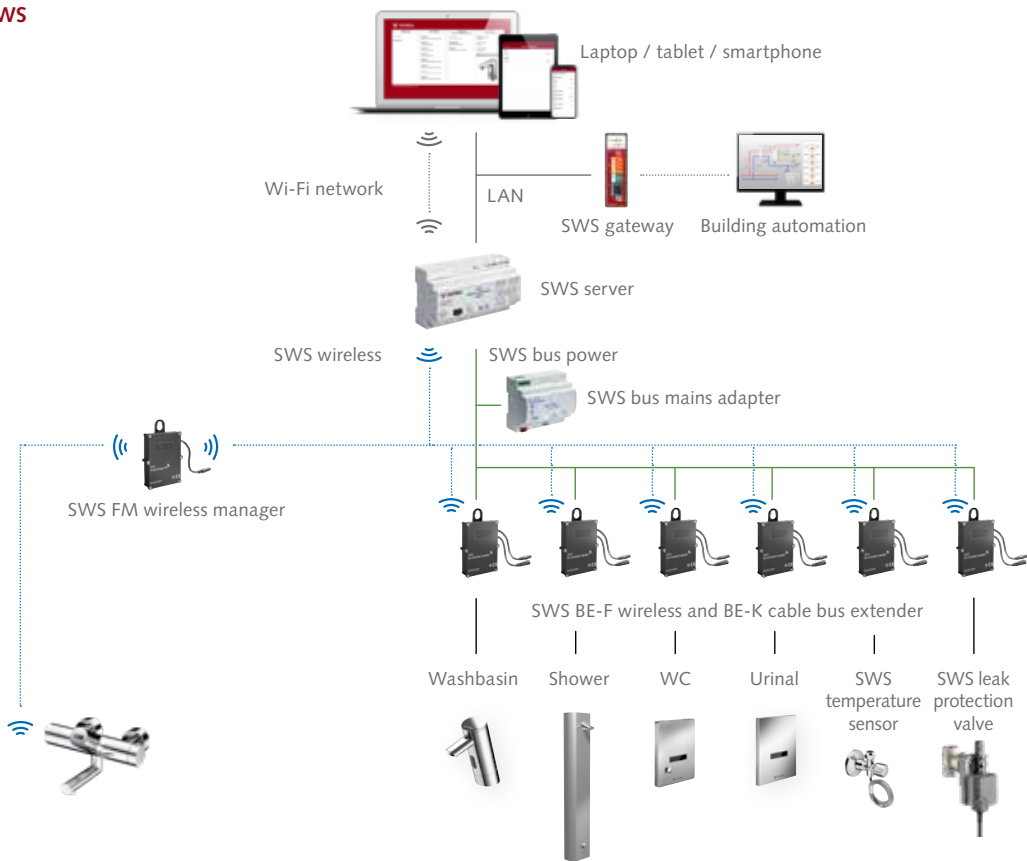 WS
Laptop / tablet / smartphone
Wi-Fi network
LAN
SWS gateway
Building automation
SWS server
SWS wireless
SWS bus power
SWS bus mains adapter
SWS FM wireless manager
SWS BE-F wireless and BE-K cable bus extender
Washbasin
Shower
WC
Urinal
SWS
temperature
sensor
SWS leak
protection
valve